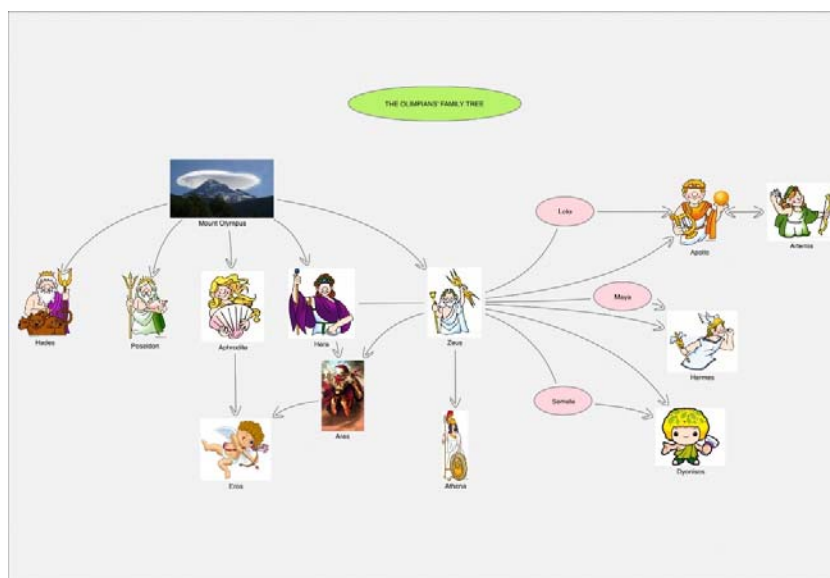 THE OLIMPIANS' FAMILY TREE
Mount Olympus
Leto
Apollo
Artemis
Maya
Hades
Poseidon
Aphrodite
Hera
Zeus
Hermes
Ares
Semele
Eros
Athena
Dyonisos